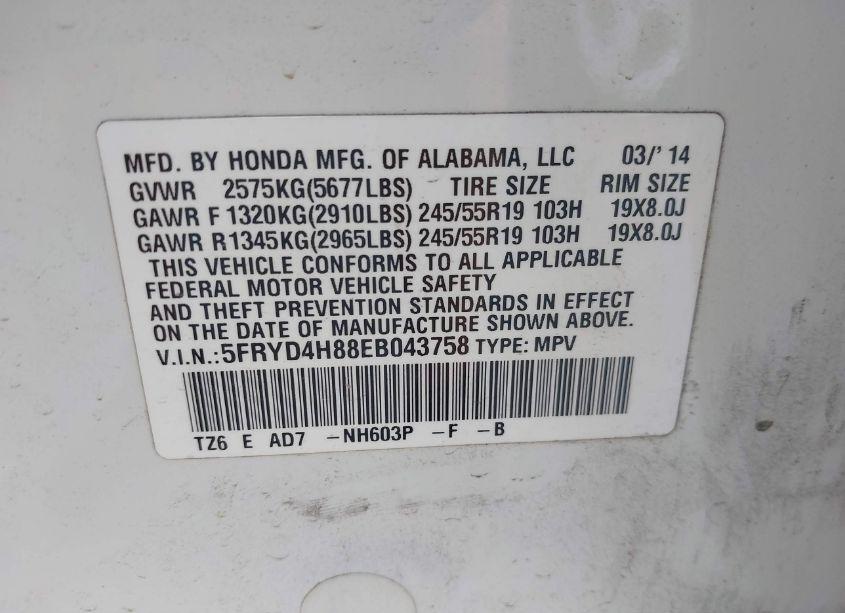 MFD. BY HONDA MFG. OF ALABAMA, LLC 03/' 14
GVWR 2575KG(5677LBS) TIRE SIZE RIM SIZE
GAWR F 1320KG(2910LBS) 245/55R19 103H 19X8.0J
GAWR R1345KG(2965LBS) 245/55R19 103H 19X8.0J
THIS VEHICLE CONFORMS TO ALL APPLICABLE
FEDERAL MOTOR VEHICLE SAFETY
AND THEFT PREVENTION STANDARDS IN EFFECT
ON THE DATE OF MANUFACTURE SHOWN ABOVE.
V.I.N.:5FRYD4H88EB043758 TYPE: MPV
TZ6 E AD7 -NH603P -F -B